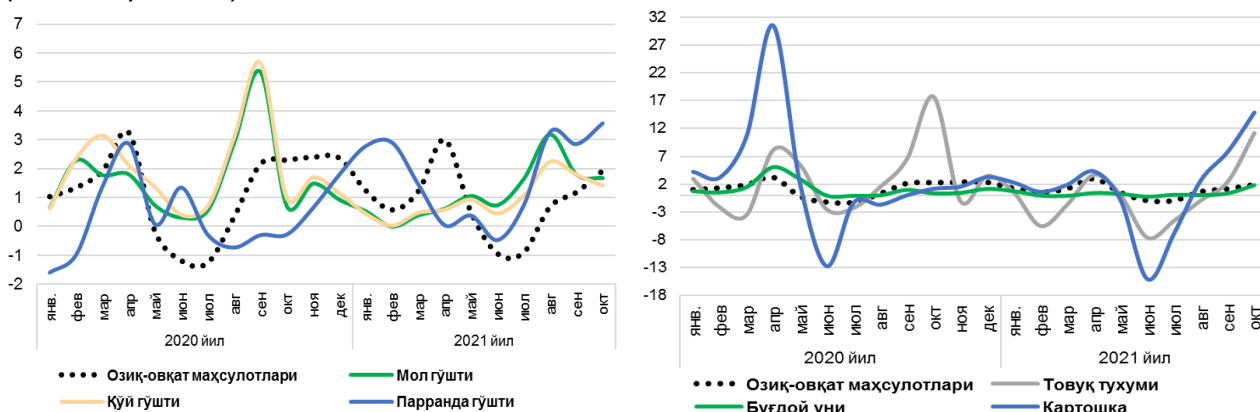 7
6
5
4
3
2
1
0
-1
-2
янв. фев мар апр май июн июл авг сен окт ноя дек янв. фев мар апр май июн июл авг сен окт
2020 йил 2021 йил
Озиқ-овқат маҳсулотлари Мол гўшти
Қўй гўшти Парранда гўшти
32
27
22
17
12
7
2
-3
-8
-13
-18
янв. фев мар апр май июн июл авг сен окт ноя дек янв. фев мар апр май июн июл авг сен окт
2020 йил 2021 йил
Озиқ-овқат маҳсулотлари Товуқ тухуми
Буғдой уни Картошка